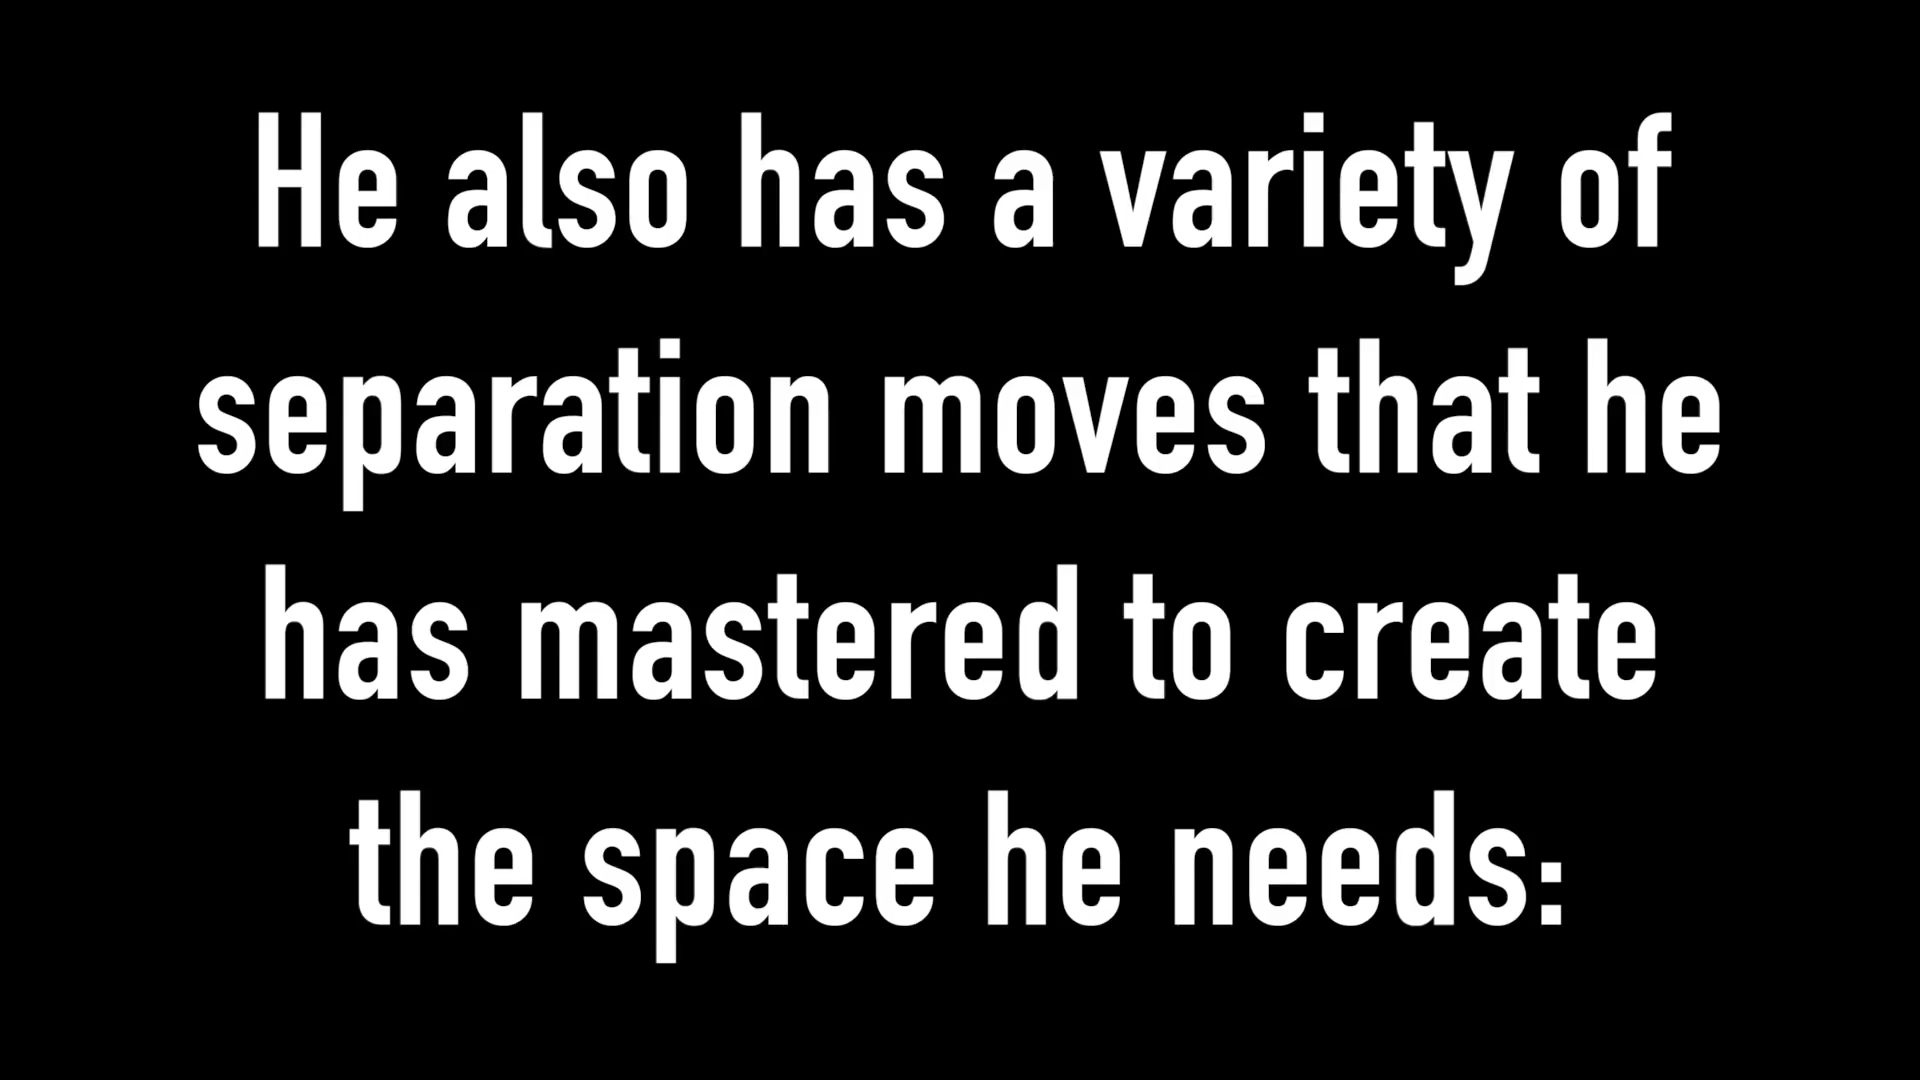 He also has a variety of
separation moves that he
has mastered to create
the space he needs: